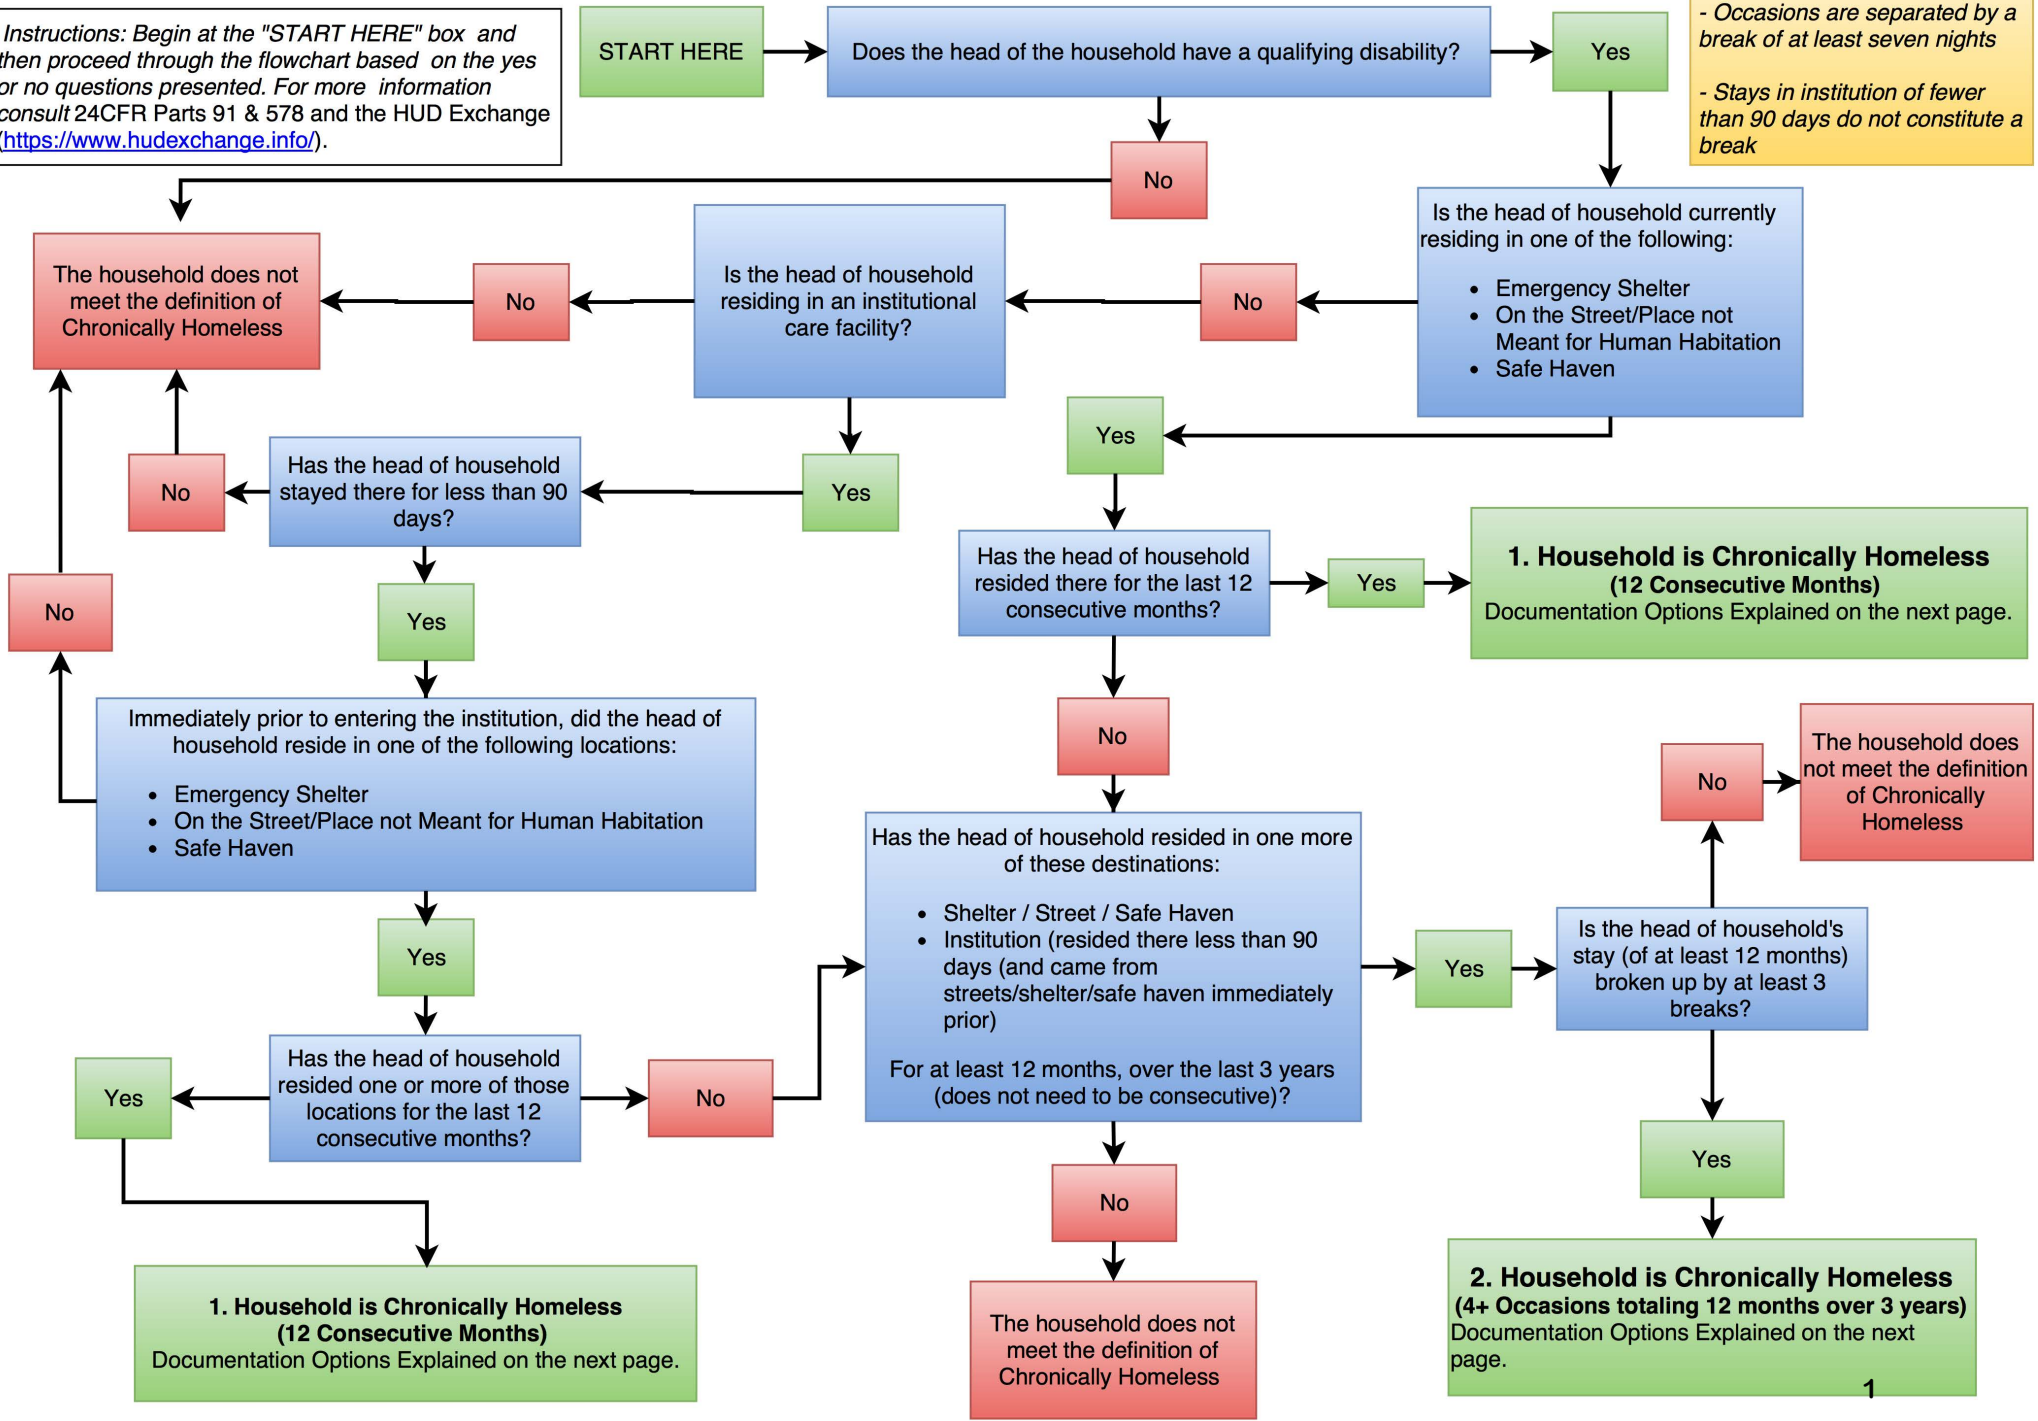 Instructions: Begin at the "START HERE" box and
then proceed through the flowchart based on the yes
or no questions presented. For more information
consult 24CFR Parts 91 & 578 and the HUD Exchange
(https://www.hudexchange.info/).
START HERE
Does the head of the household have a qualifying disability?
Yes
- Occasions are separated by a
break of at least seven nights
- Stays in institution of fewer
than 90 days do not constitute a
break
No
Is the head of household currently
residing in one of the following:
• Emergency Shelter
• On the Street/Place not
Meant for Human Habitation
• Safe Haven
No
Is the head of household
residing in an institutional
care facility?
No
The household does not
meet the definition of
Chronically Homeless
Yes
Yes
Has the head of household
stayed there for less than 90
days?
No
Has the head of household
resided there for the last 12
consecutive months?
Yes
1. Household is Chronically Homeless
(12 Consecutive Months)
Documentation Options Explained on the next page.
No
Yes
Immediately prior to entering the institution, did the head of
household reside in one of the following locations:
• Emergency Shelter
• On the Street/Place not Meant for Human Habitation
• Safe Haven
No
Has the head of household resided in one more
of these destinations:
• Shelter / Street / Safe Haven
• Institution (resided there less than 90
days (and came from
streets/shelter/safe haven immediately
prior)
For at least 12 months, over the last 3 years
(does not need to be consecutive)?
No
The household does
not meet the definition
of Chronically
Homeless
Yes
Is the head of household's
stay (of at least 12 months)
broken up by at least 3
breaks?
Yes
Has the head of household
resided one or more of those
locations for the last 12
consecutive months?
Yes
No
Yes
No
1. Household is Chronically Homeless
(12 Consecutive Months)
Documentation Options Explained on the next page.
The household does not
meet the definition of
Chronically Homeless
2. Household is Chronically Homeless
(4+ Occasions totaling 12 months over 3 years)
Documentation Options Explained on the next
page.
1